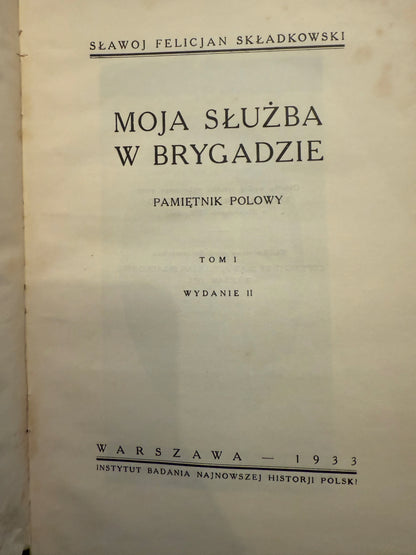 SŁAWOJ FELICJAN SKŁADKOWSKI
MOJA SŁUŻBA
W BRYGADZIE
PAMIĘTNIK POLOWY
TOM I
WYDANIE II
WARSZAWA — 1933
INSTYTUT BADANIA NAJNOWSZEJ HISTORJI POLSKI